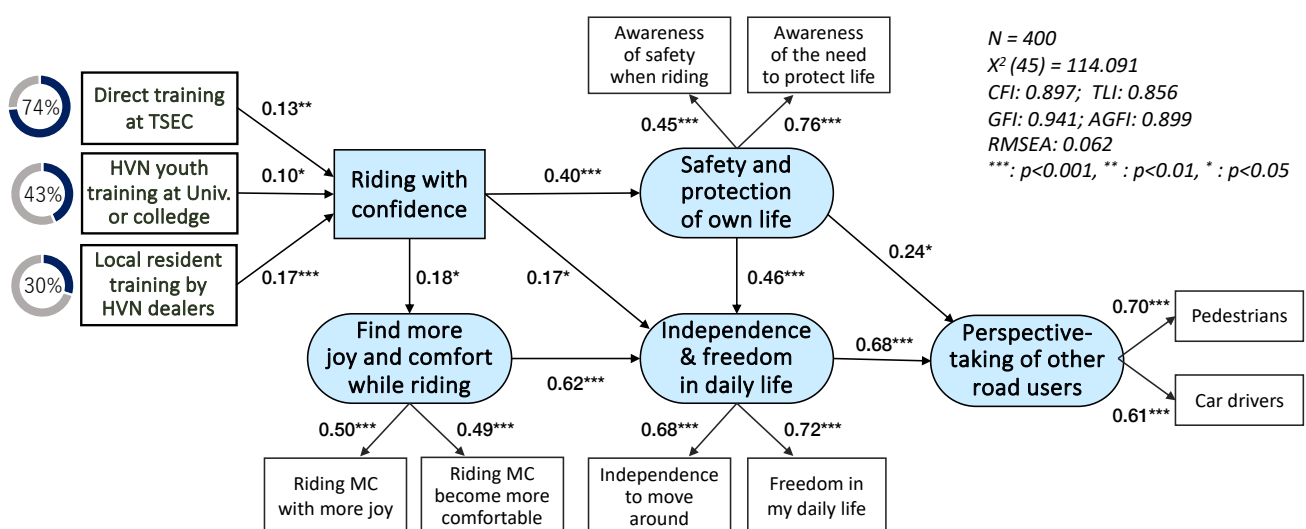 Awareness
of safety
when riding
Awareness
of the need
to protect life
N = 400
X² (45) = 114.091
CFI: 0.897; TLI: 0.856
GFI: 0.941; AGFI: 0.899
RMSEA: 0.062
***: p<0.001, ** : p<0.01, * : p<0.05
74%
Direct training
at TSEC
0.13**
0.45***
0.76***
43%
HVN youth
training at Univ.
or colledge
0.10*
Riding with
confidence
0.40***
Safety and
protection
of own life
30%
Local resident
training by
HVN dealers
0.17***
0.18*
0.17*
0.46***
0.24*
Find more
joy and comfort
while riding
0.62***
Independence
& freedom
in daily life
0.68***
Perspective-
taking of other
road users
0.70***
Pedestrians
0.61***
Car drivers
0.50***
0.49***
0.68***
0.72***
Riding MC
with more joy
Riding MC
become more
comfortable
Independence
to move
around
Freedom in
my daily life